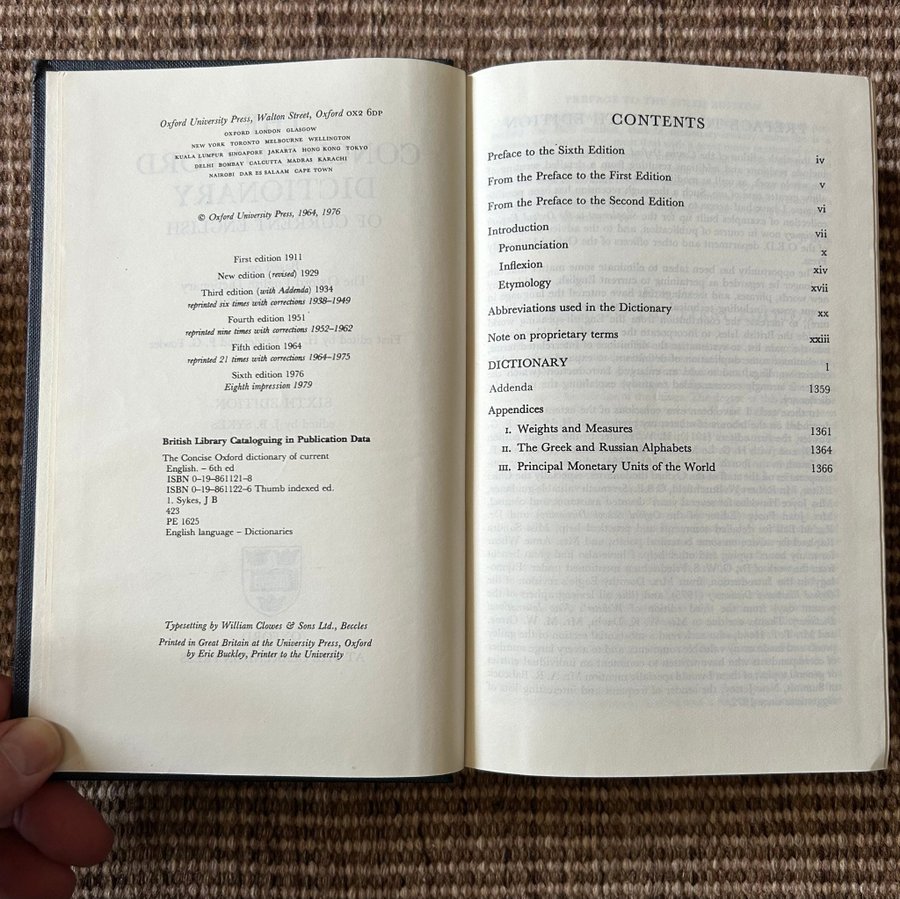 Oxford University Press, Walton Street, Oxford OX2 6DP
OXFORD LONDON GLASGOW
NEW YORK TORONTO MELBOURNE WELLINGTON
KUALA LUMPUR SINGAPORE JAKARTA HONG KONG TOKYO
DELHI BOMBAY CALCUTTA MADRAS KARACHI
NAIROBI DAR ES SALAAM CAPE TOWN
© Oxford University Press, 1964, 1976
First edition 1911
New edition (revised) 1929
Third edition (with Addenda) 1934
reprinted six times with corrections 1938–1949
Fourth edition 1951
reprinted nine times with corrections 1952–1962
Fifth edition 1964
reprinted 21 times with corrections 1964–1975
Sixth edition 1976
Eighth impression 1979
British Library Cataloguing in Publication Data
The Concise Oxford dictionary of current
English. – 6th ed
ISBN 0–19–861121–8
ISBN 0–19–861122–6 Thumb indexed ed.
1. Sykes, J B
423
PE 1625
English language – Dictionaries
Typesetting by William Clowes & Sons Ltd., Beccles
Printed in Great Britain at the University Press, Oxford
by Eric Buckley, Printer to the University
CONTENTS
Preface to the Sixth Edition iv
From the Preface to the First Edition v
From the Preface to the Second Edition vi
Introduction vii
Pronunciation x
Inflexion xiv
Etymology xvii
Abbreviations used in the Dictionary xx
Note on proprietary terms xxiii
DICTIONARY 1
Addenda 1359
Appendices
I. Weights and Measures 1361
II. The Greek and Russian Alphabets 1364
III. Principal Monetary Units of the World 1366